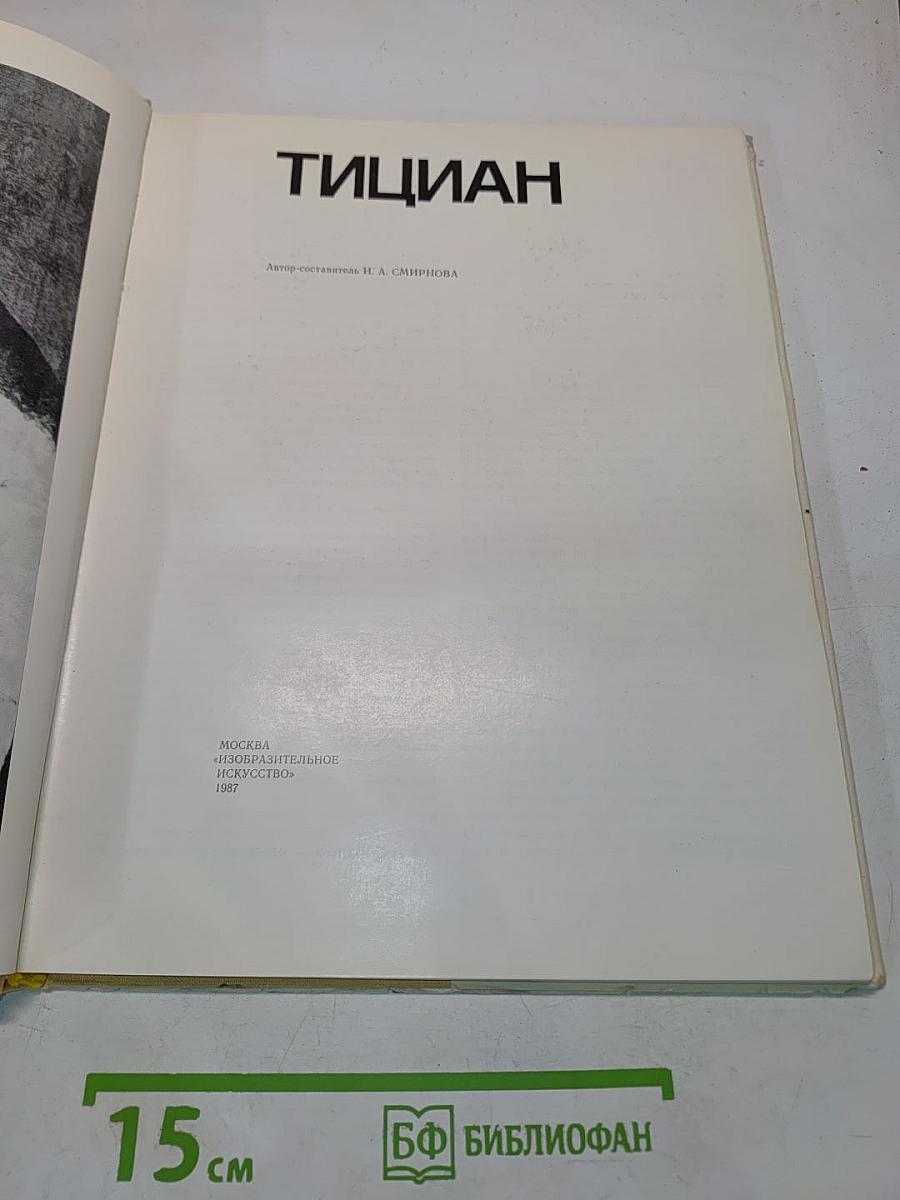 ТИЦИАН
Автор-составитель И. А. СМИРНОВА
МОСКВА
«ИЗОБРАЗИТЕЛЬНОЕ
ИСКУССТВО»
1987
15 см
БФ БИБЛИОФАН